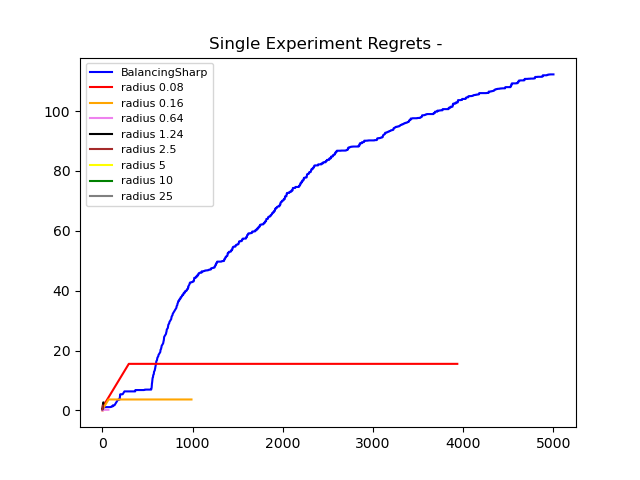 Single Experiment Regrets -
BalancingSharp
radius 0.08
radius 0.16
radius 0.64
radius 1.24
radius 2.5
radius 5
radius 10
radius 25
100
80
60
40
20
0
0 1000 2000 3000 4000 5000